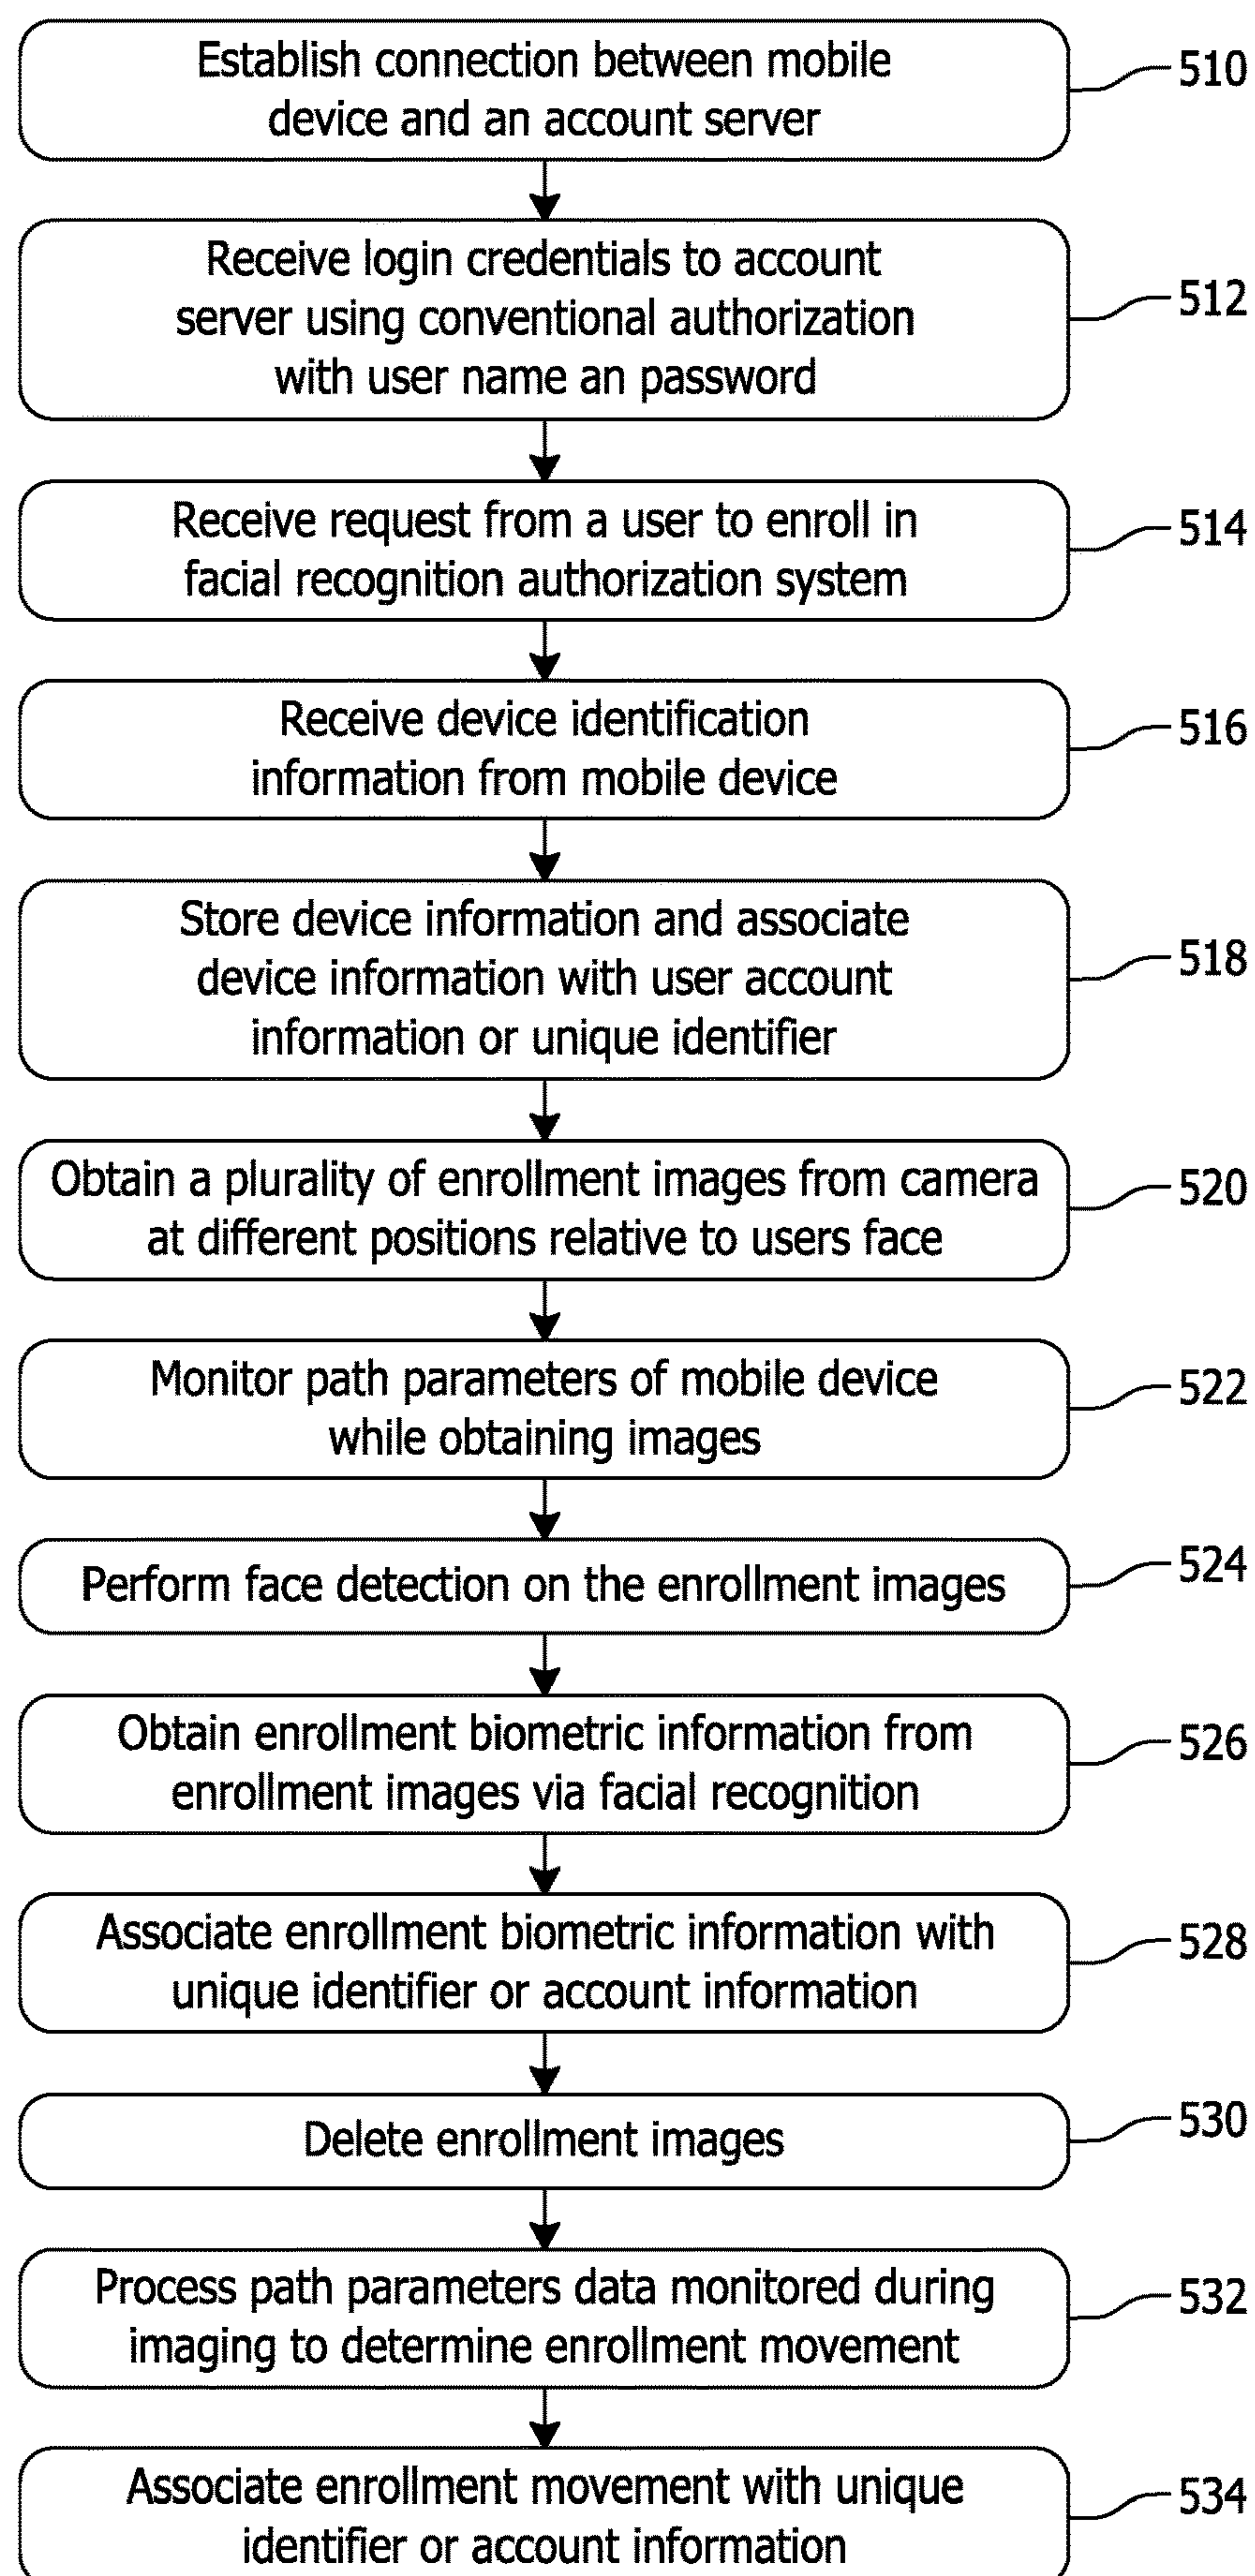 Establish connection between mobile
device and an account server
510
Receive login credentials to account
server using conventional authorization
with user name an password
512
Receive request from a user to enroll in
facial recognition authorization system
514
Receive device identification
information from mobile device
516
Store device information and associate
device information with user account
information or unique identifier
518
Obtain a plurality of enrollment images from camera
at different positions relative to users face
520
Monitor path parameters of mobile device
while obtaining images
522
Perform face detection on the enrollment images
524
Obtain enrollment biometric information from
enrollment images via facial recognition
526
Associate enrollment biometric information with
unique identifier or account information
528
Delete enrollment images
530
Process path parameters data monitored during
imaging to determine enrollment movement
532
Associate enrollment movement with unique
identifier or account information
534